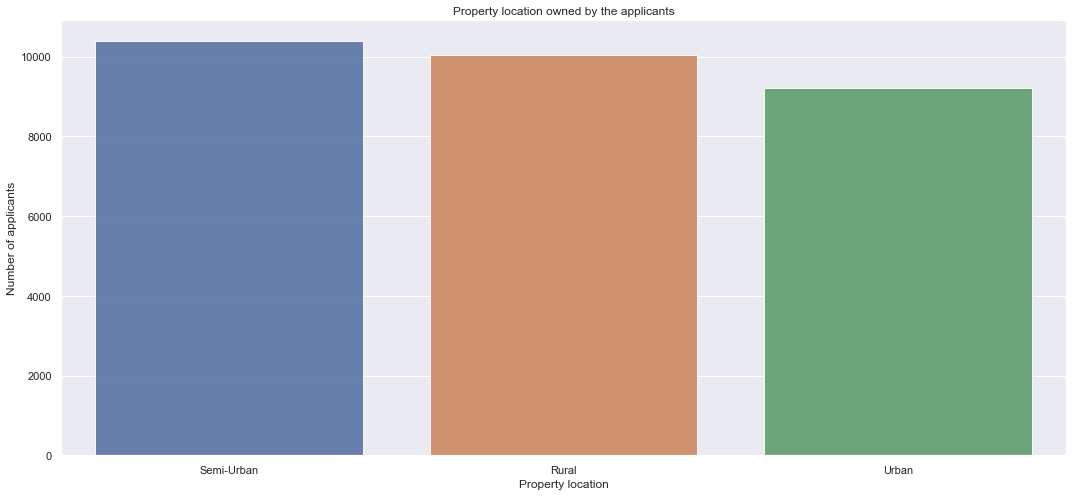 Property location owned by the applicants
Number of applicants
10000
8000
6000
4000
2000
0
Semi-Urban
Rural
Urban
Property location